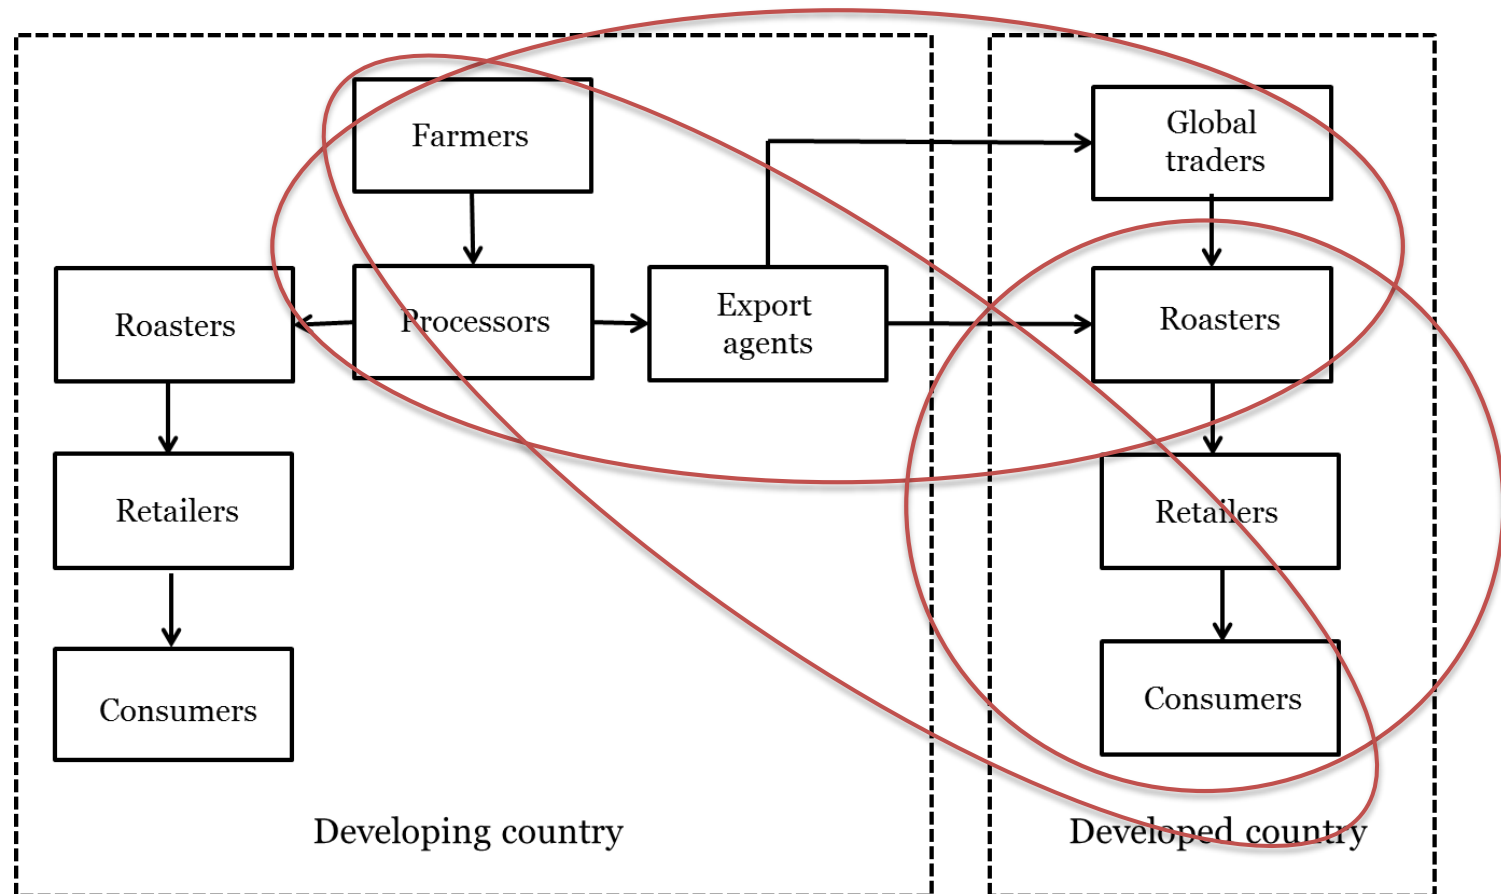 Farmers
Global
traders
Roasters
Processors
Export
agents
Roasters
Retailers
Retailers
Consumers
Consumers
Developing country
Developed country